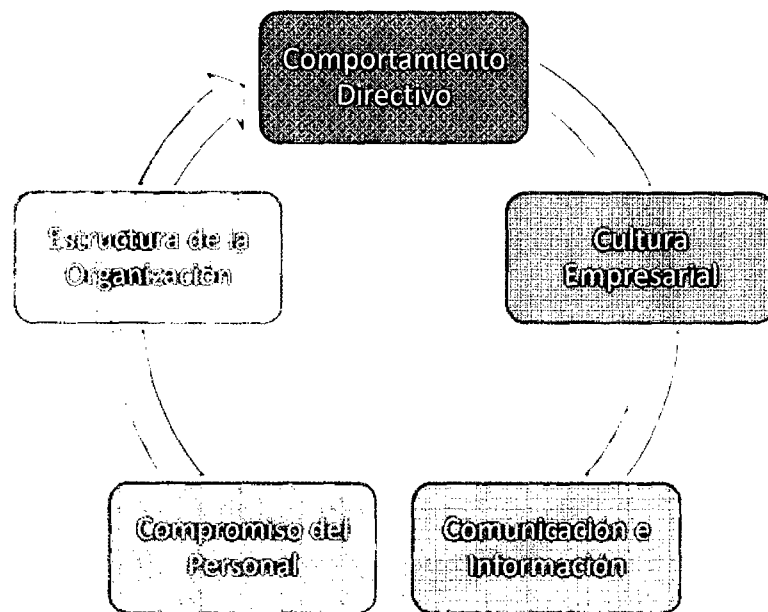 Comportamiento
Directivo
Cultura
Empresarial
Comunicación e
Información
Compromiso del
Personal
Estructura de la
Organización